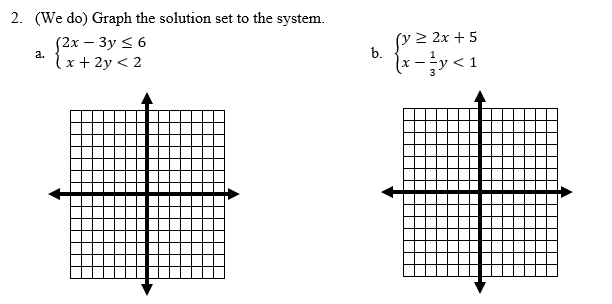 2. (We do) Graph the solution set to the system.
a. {2x − 3y ≤ 6
x + 2y < 2
b. {y ≥ 2x + 5
x − 1/3 y < 1